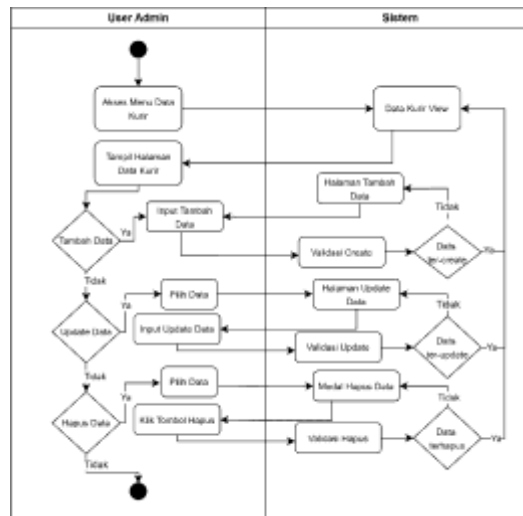 User Admin
Sistem
Akses Menu Data
Kurir
Data Kurir View
Tampil Halaman
Data Kurir
Halaman Tambah
Data
Input Tambah
Data
Tidak
Tambah Data
Ya
Validasi Create
Data
ter-create
Ya
Tidak
Pilih Data
Halaman Update
Data
Ya
Tidak
Update Data
Input Update Data
Validasi Update
Data
ter-update
Ya
Tidak
Pilih Data
Modal Hapus Data
Ya
Tidak
Hapus Data
Klik Tombol Hapus
Validasi Hapus
Data
terhapus
Ya
Tidak